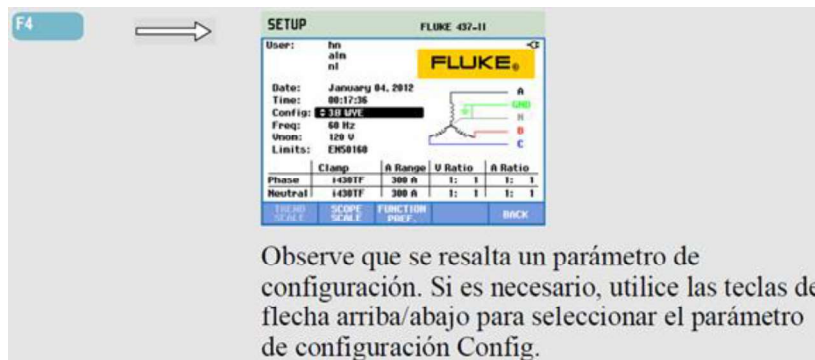 F4
SETUP FLUKE 437-II
User: hn
alm
nl
FLUKE®
Date: January 04, 2012
Time: 00:17:36
Config: 3Ø WYE
Freq: 60 Hz
Vnom: 120 V
Limits: EN50160
A
GND
N
B
C
Clamp A Range V Ratio A Ratio
Phase i430TF 300 A 1: 1 1: 1
Neutral i430TF 300 A 1: 1 1: 1
TREND SCOPE FUNCTION
SCALE SCALE PREF. BACK
Observe que se resalta un parámetro de
configuración. Si es necesario, utilice las teclas de
flecha arriba/abajo para seleccionar el parámetro
de configuración Config.